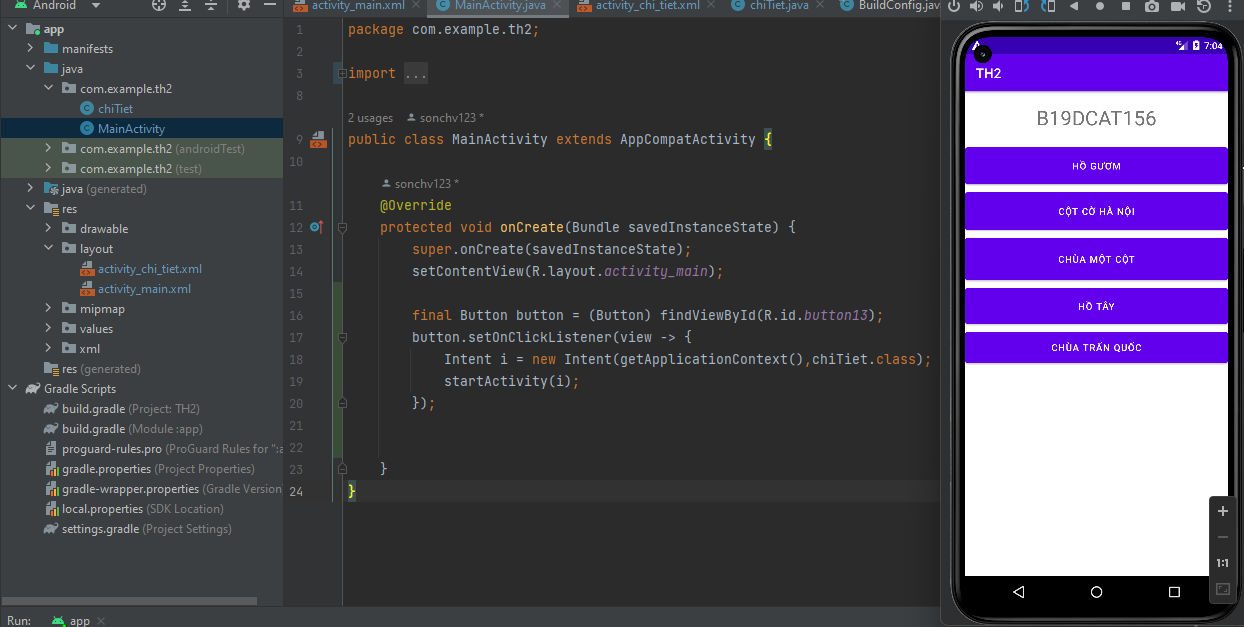 Android
app
manifests
java
com.example.th2
chiTiet
MainActivity
com.example.th2 (androidTest)
com.example.th2 (test)
java (generated)
res
drawable
layout
activity_chi_tiet.xml
activity_main.xml
mipmap
values
xml
res (generated)
Gradle Scripts
build.gradle (Project: TH2)
build.gradle (Module :app)
proguard-rules.pro (ProGuard Rules for ":a
gradle.properties (Project Properties)
gradle-wrapper.properties (Gradle Version
local.properties (SDK Location)
settings.gradle (Project Settings)
Run: app
activity_main.xml MainActivity.java activity_chi_tiet.xml chiTiet.java BuildConfig.jav
1 package com.example.th2;
2
3 import ...
8
2 usages sonchv123 *
9 public class MainActivity extends AppCompatActivity {
10
sonchv123 *
11 @Override
12 protected void onCreate(Bundle savedInstanceState) {
13 super.onCreate(savedInstanceState);
14 setContentView(R.layout.activity_main);
15
16 final Button button = (Button) findViewById(R.id.button13);
17 button.setOnClickListener(view -> {
18 Intent i = new Intent(getApplicationContext(),chiTiet.class);
19 startActivity(i);
20 });
21
22
23 }
24 }
7:04
TH2
B19DCAT156
HỒ GƯƠM
CỘT CỜ HÀ NỘI
CHÙA MỘT CỘT
HỒ TÂY
CHÙA TRẤN QUỐC
1:1